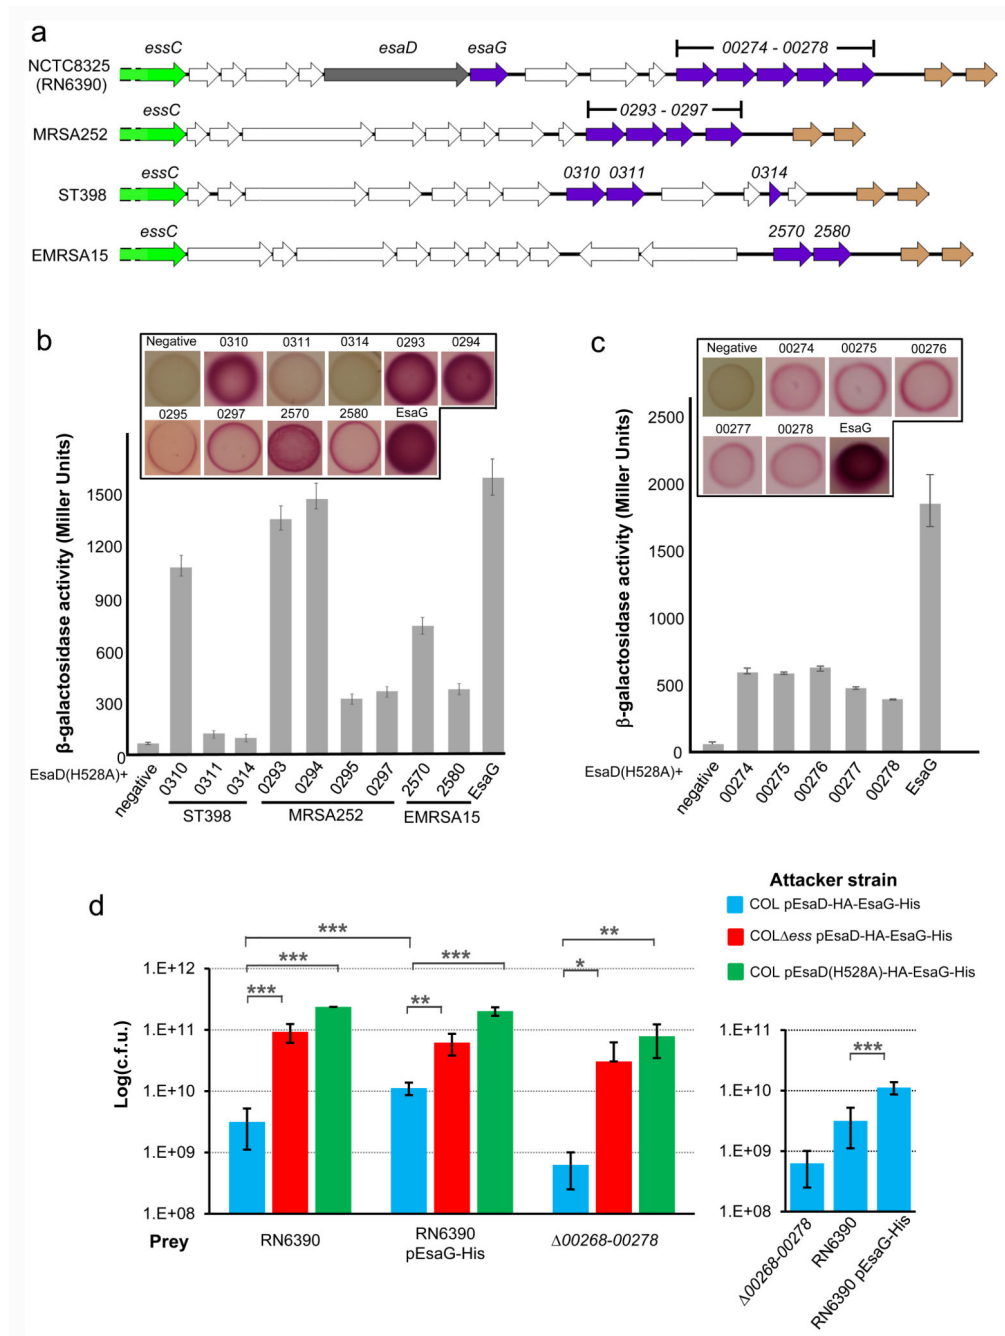 a
essC esaD esaG 00274 - 00278
NCTC8325
(RN6390)
essC 0293 - 0297
MRSA252
essC 0310 0311 0314
ST398
essC 2570 2580
EMRSA15
b
Negative 0310 0311 0314 0293 0294
0295 0297 2570 2580 EsaG
β-galactosidase activity (Miller Units)
1500
1200
900
600
300
0
EsaD(H528A)+
negative 0310 0311 0314 0293 0294 0295 0297 2570 2580 EsaG
ST398 MRSA252 EMRSA15
c
Negative 00274 00275 00276
00277 00278 EsaG
β-galactosidase activity (Miller Units)
2500
2000
1500
1000
500
0
EsaD(H528A)+
negative 00274 00275 00276 00277 00278 EsaG
d
Attacker strain
COL pEsaD-HA-EsaG-His
COLΔess pEsaD-HA-EsaG-His
COL pEsaD(H528A)-HA-EsaG-His
*** ** 
*** *** *
*** **
Log(c.f.u.)
1.E+12
1.E+11
1.E+10
1.E+09
1.E+08
Prey
RN6390
RN6390
pEsaG-His
Δ00268-00278
1.E+11
***
1.E+10
1.E+09
1.E+08
Δ00268-00278
RN6390
RN6390 pEsaG-His